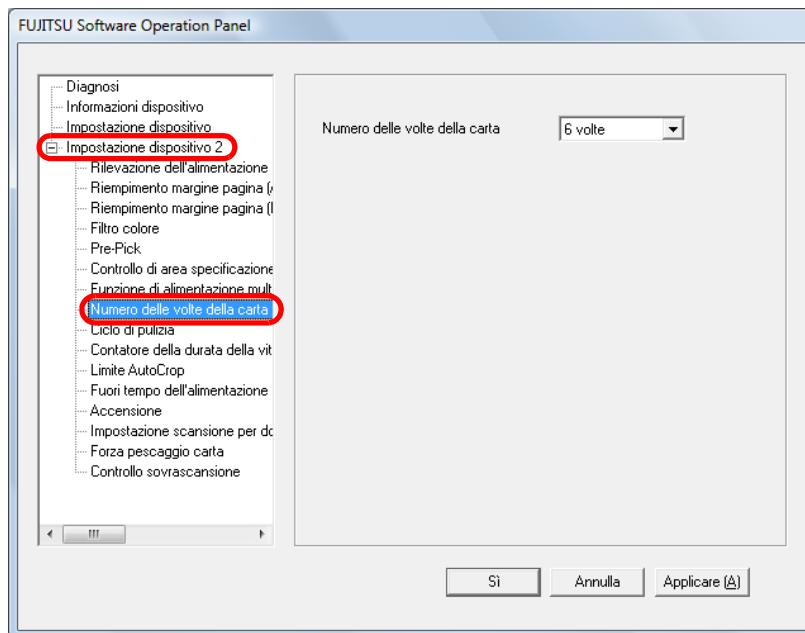 FUJITSU Software Operation Panel
Diagnosi
Informazioni dispositivo
Impostazione dispositivo
Impostazione dispositivo 2
Rilevazione dell'alimentazione
Riempimento margine pagina (
Riempimento margine pagina (
Filtro colore
Pre-Pick
Controllo di area specificazione
Funzione di alimentazione mult
Numero delle volte della carta
Ciclo di pulizia
Contatore della durata della vit
Limite AutoCrop
Fuori tempo dell'alimentazione
Accensione
Impostazione scansione per do
Forza pescaggio carta
Controllo sovrascansione
Numero delle volte della carta 6 volte
Sì Annulla Applicare (A)